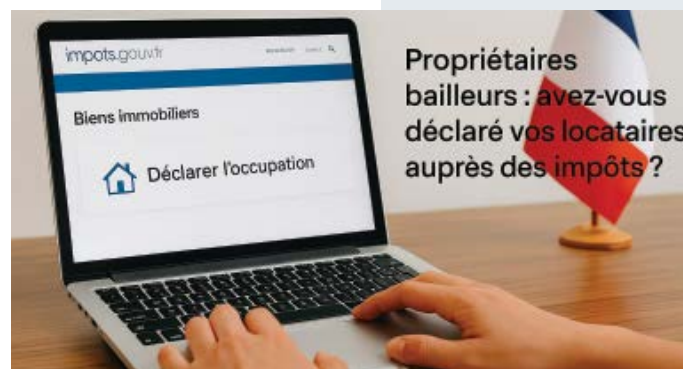 impots.gouv.fr
Biens immobiliers
Déclarer l'occupation
Propriétaires
bailleurs : avez-vous
déclaré vos locataires
auprès des impôts ?